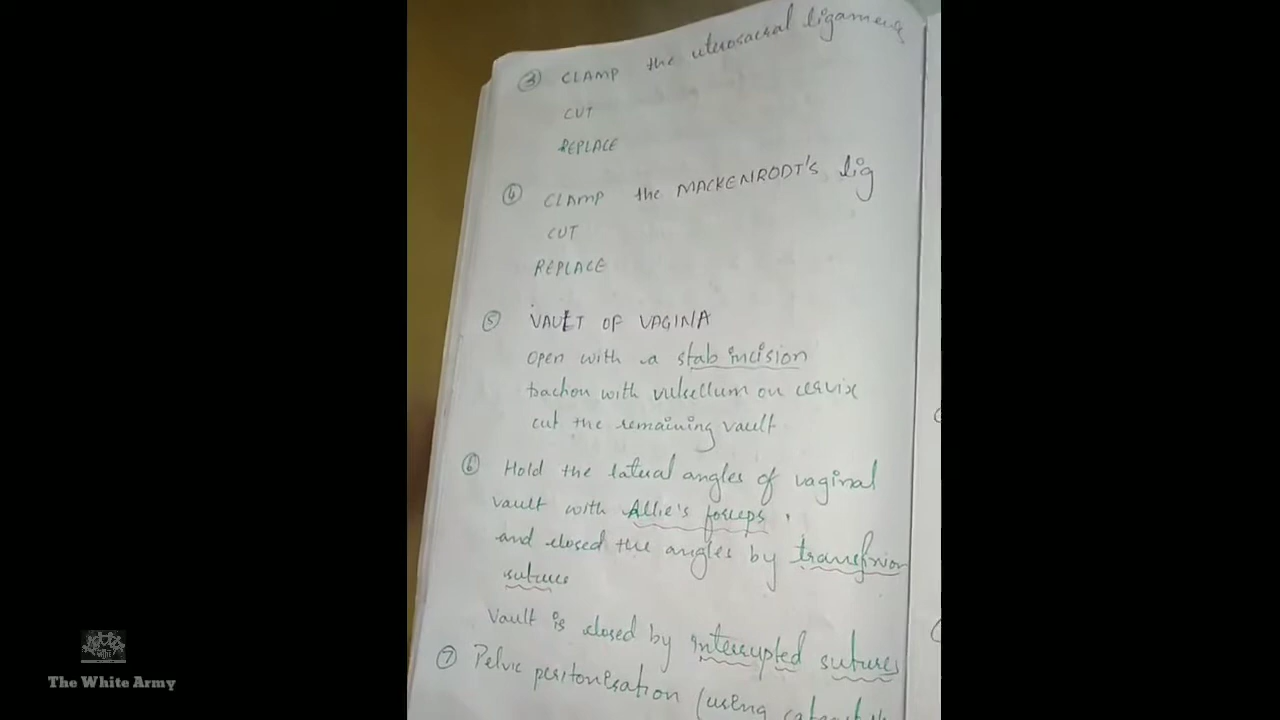 ③ CLAMP the uterosacral ligament
CUT
REPLACE
④ CLAMP the MACKENRODT'S lig
CUT
REPLACE
⑤ VAULT OF VAGINA
open with a stab incision
traction with vulsellum on cervix
cut the remaining vault
⑥ Hold the lateral angles of vaginal
vault with Allie's forceps.
and closed the angles by transfixion
sutures
Vault is closed by interrupted sutures
⑦ Pelvic peritonisation (using
The White Army